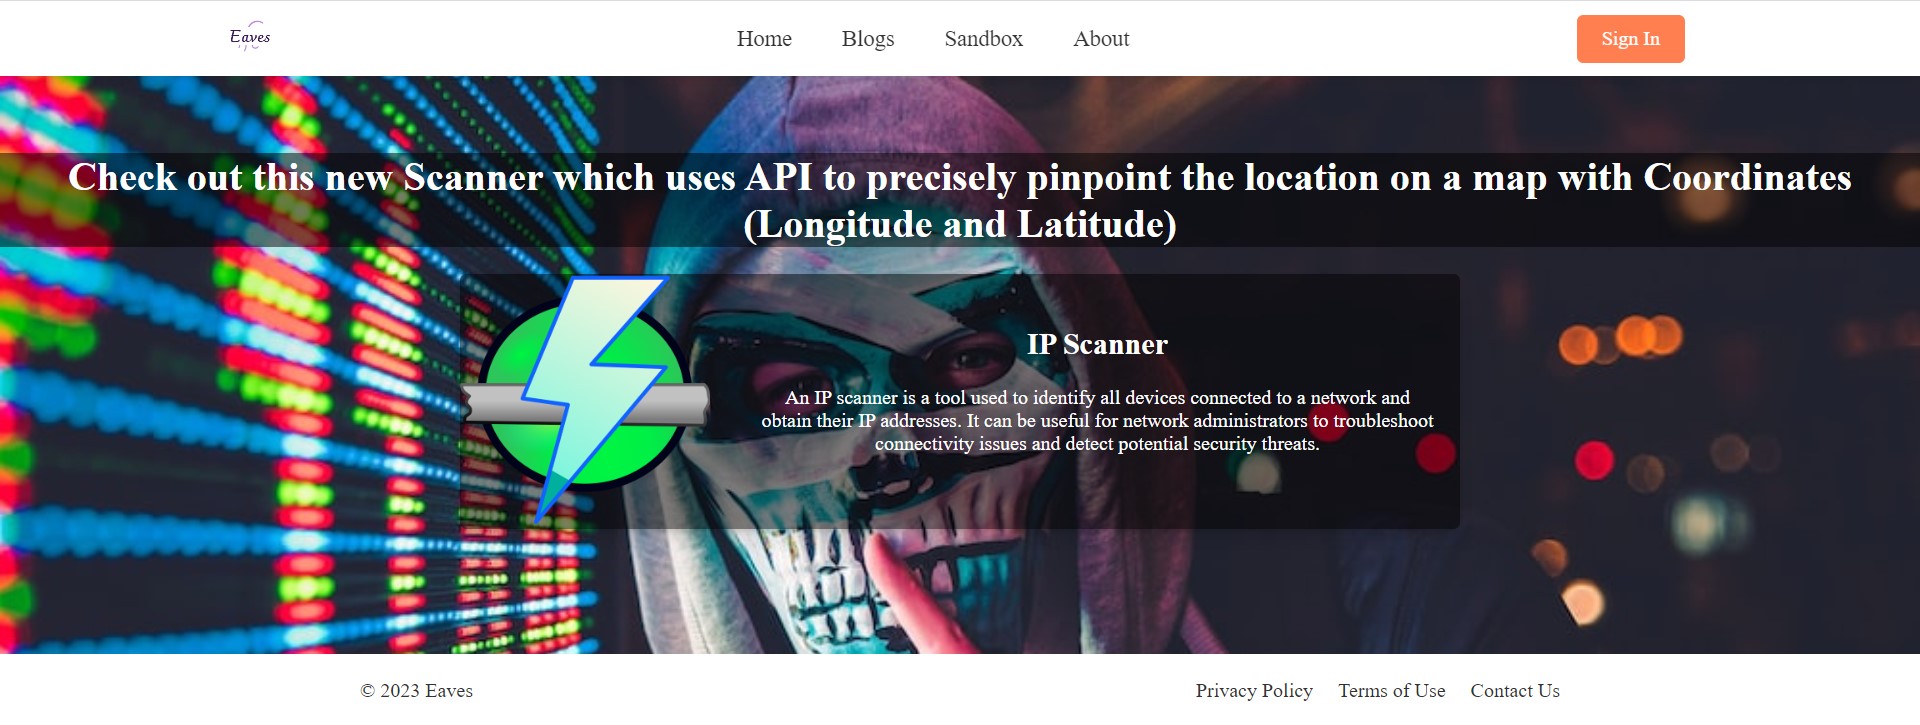 Eaves
Home Blogs Sandbox About
Sign In
Check out this new Scanner which uses API to precisely pinpoint the location on a map with Coordinates
(Longitude and Latitude)
IP Scanner
An IP scanner is a tool used to identify all devices connected to a network and
obtain their IP addresses. It can be useful for network administrators to troubleshoot
connectivity issues and detect potential security threats.
© 2023 Eaves
Privacy Policy Terms of Use Contact Us